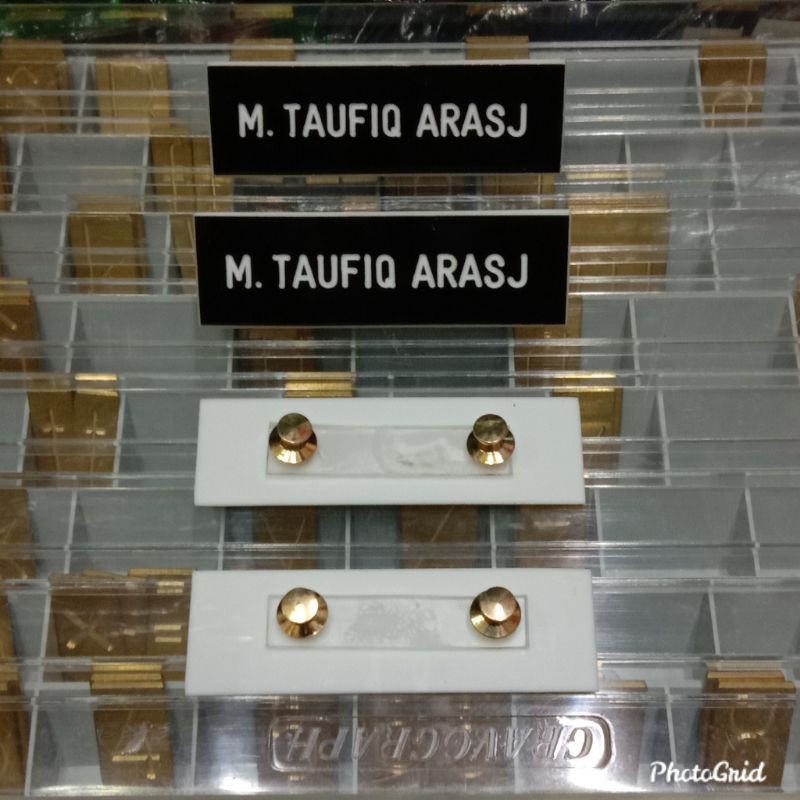 M. TAUFIQ ARASJ
M. TAUFIQ ARASJ
GRAVOGRAPH
PhotoGrid